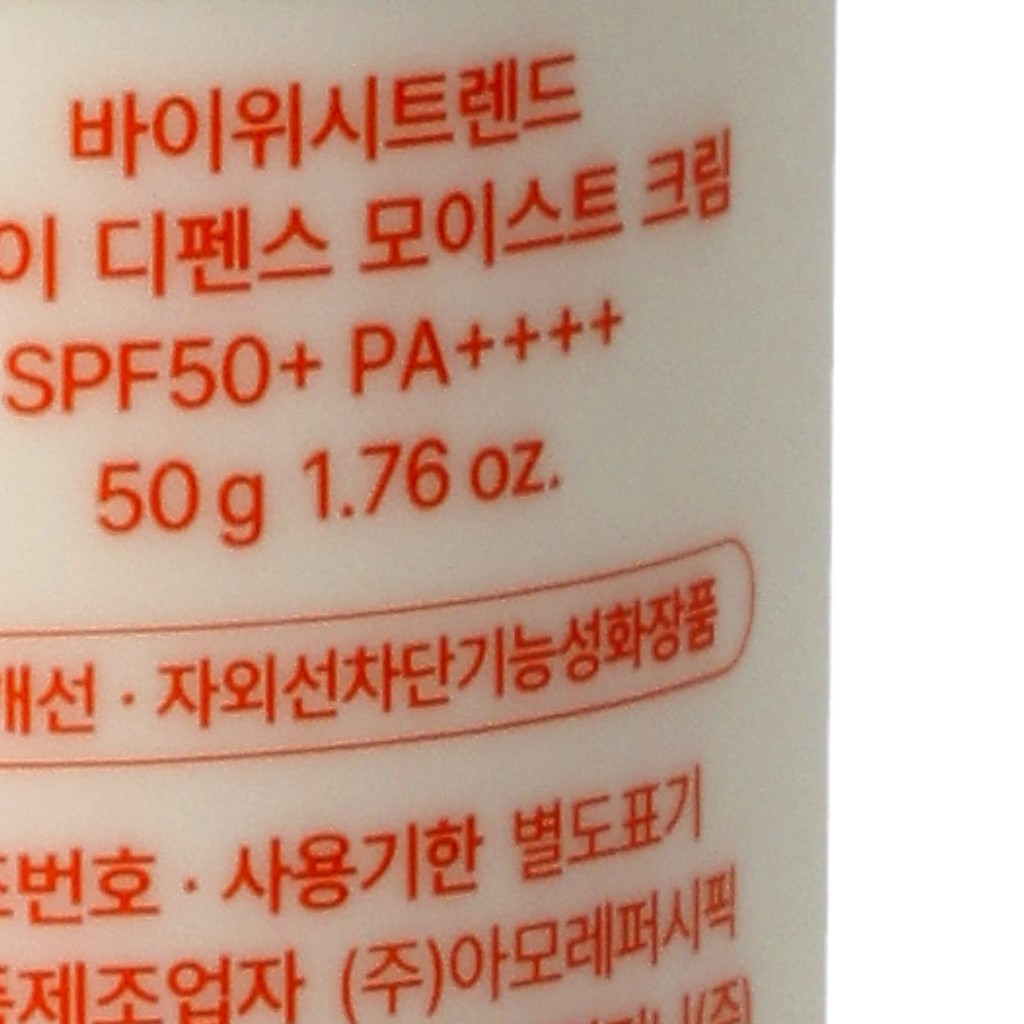 바이위시트렌드
이 디펜스 모이스트 크림
SPF50+ PA++++
50 g 1.76 oz.
개선 · 자외선차단기능성화장품
조번호 · 사용기한 별도표기
품제조업자 (주)아모레퍼시픽